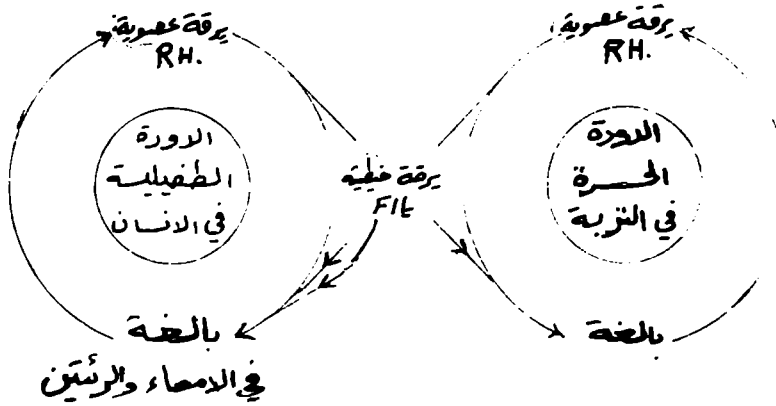 يرقة عصوية
RH.
الدورة
الطفيلية
في الانسان
بالغة
في الامعاء والرئتين
يرقة خيطية
يرقة عصوية
RH.
الدورة
الحرة
في التربة
بالغة